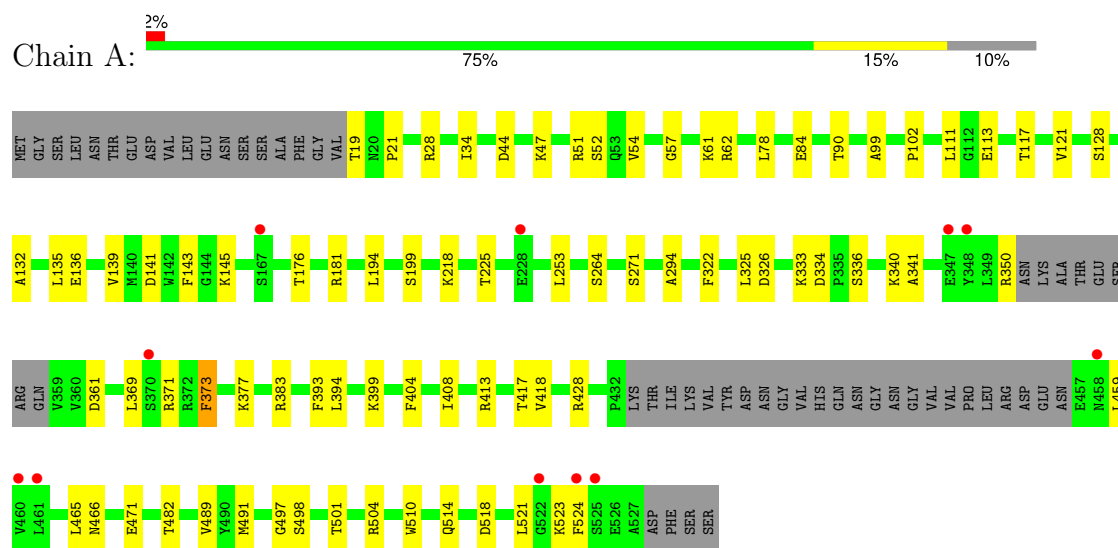 2%
Chain A:
75% 15% 10%
MET GLY SER LEU ASN THR GLU ASP VAL LEU GLU ASN SER SER ALA PHE GLY VAL T19 N20 P21 R28 I34 D44 K47 R51 S52 Q53 V54 G57 K61 R62 L78 E84 T90 A99 P102 L111 G112 E113 T117 V121 S128
A132 L135 E136 V139 M140 D141 W142 F143 G144 K145 S167 T176 R181 L194 S199 K218 T225 E228 L253 S264 S271 A294 F322 L325 D326 K333 D334 P335 S336 K340 A341 E347 Y348 L349 R350 ASN LYS ALA THR GLU SER
ARG GLN V359 V360 D361 L369 S370 R371 R372 F373 K377 R383 F393 L394 K399 F404 I408 R413 T417 V418 R428 P432 LYS THR ILE LYS VAL TYR ASP ASN GLY VAL HIS GLN ASN GLY ASN GLY VAL VAL PRO LEU ARG ASP GLU ASN E457 N458 L459
V460 L461 L465 N466 E471 T482 V489 Y490 M491 G497 S498 T501 R504 W510 Q514 D518 L521 G522 K523 F524 S525 E526 A527 ASP PHE SER SER